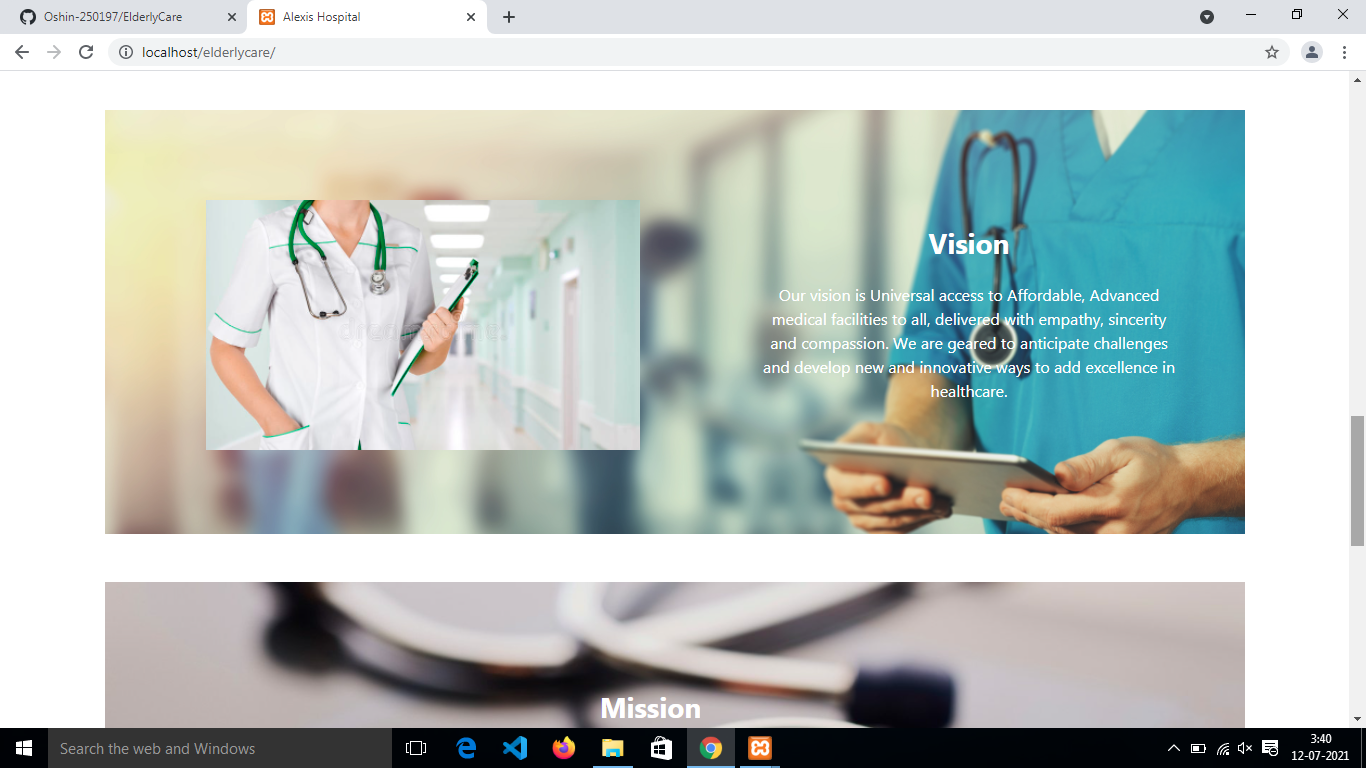 Oshin-250197/ElderlyCare
Alexis Hospital
localhost/elderlycare/
Vision
Our vision is Universal access to Affordable, Advanced
medical facilities to all, delivered with empathy, sincerity
and compassion. We are geared to anticipate challenges
and develop new and innovative ways to add excellence in
healthcare.
Mission
Search the web and Windows
3:40
12-07-2021